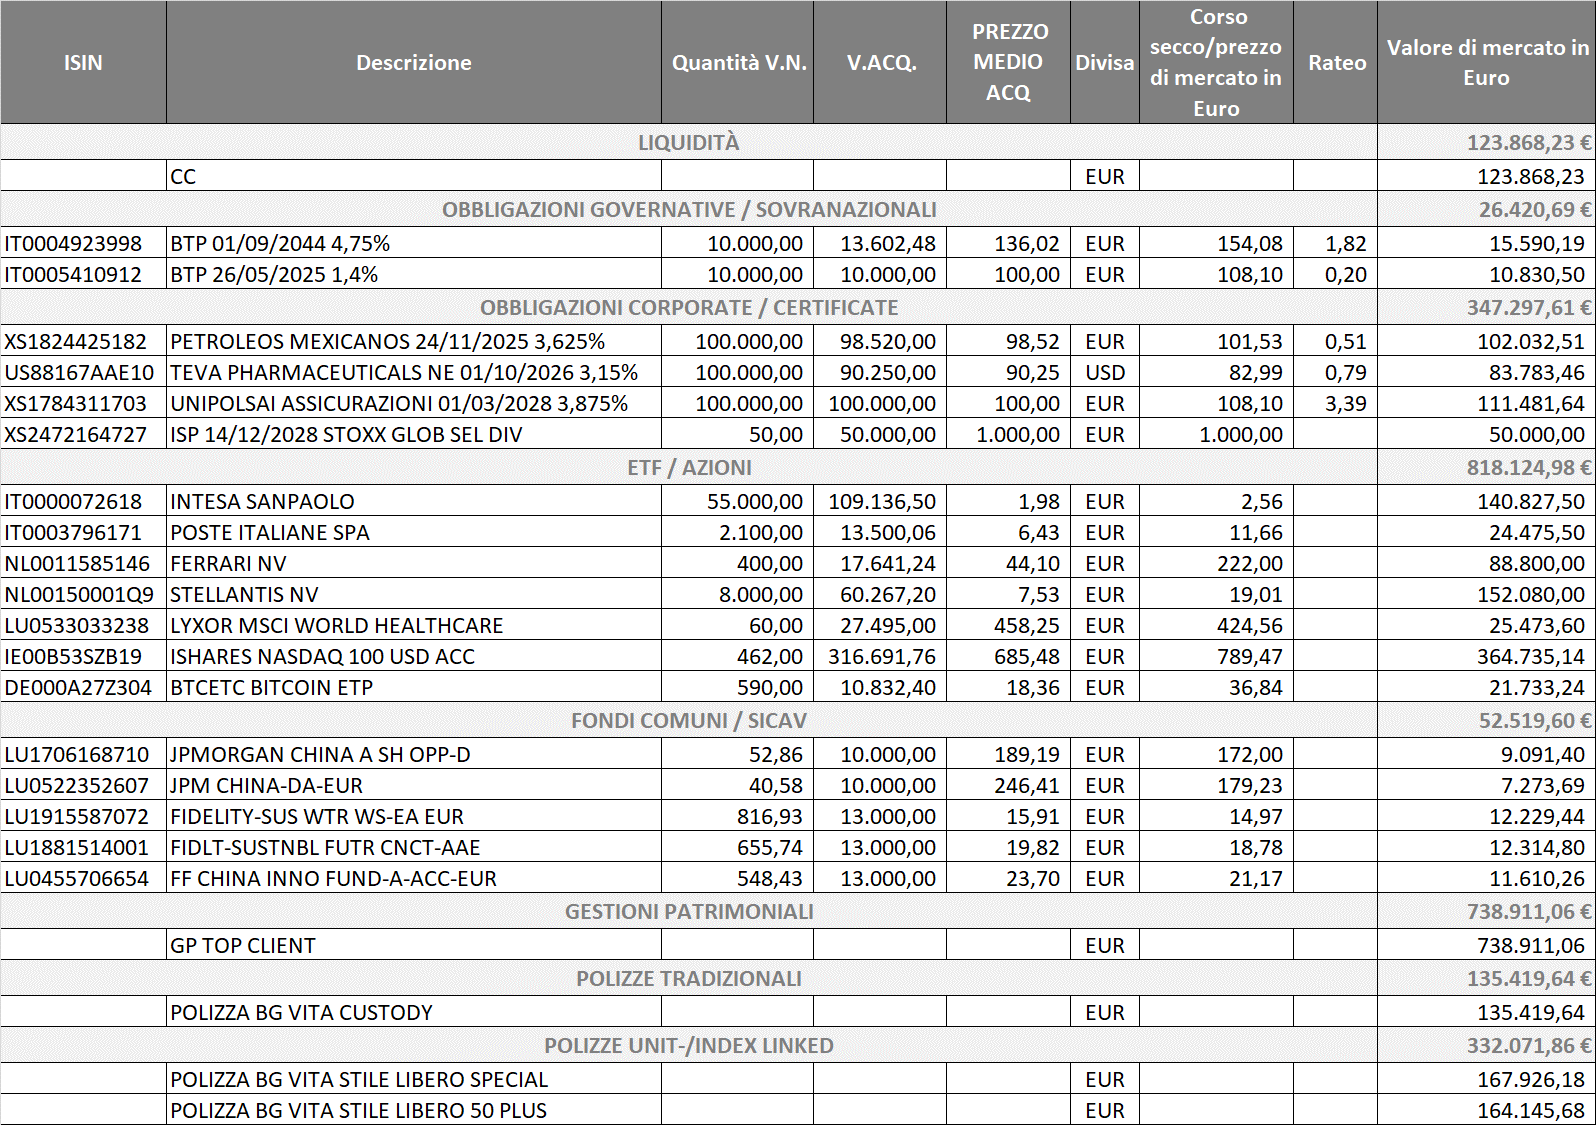 ISIN Descrizione Quantità V.N. V.ACQ. PREZZO MEDIO ACQ Divisa Corso secco/prezzo di mercato in Euro Rateo Valore di mercato in Euro
LIQUIDITÀ 123.868,23 €
CC EUR 123.868,23
OBBLIGAZIONI GOVERNATIVE / SOVRANAZIONALI 26.420,69 €
IT0004923998 BTP 01/09/2044 4,75% 10.000,00 13.602,48 136,02 EUR 154,08 1,82 15.590,19
IT0005410912 BTP 26/05/2025 1,4% 10.000,00 10.000,00 100,00 EUR 108,10 0,20 10.830,50
OBBLIGAZIONI CORPORATE / CERTIFICATE 347.297,61 €
XS1824425182 PETROLEOS MEXICANOS 24/11/2025 3,625% 100.000,00 98.520,00 98,52 EUR 101,53 0,51 102.032,51
US88167AAE10 TEVA PHARMACEUTICALS NE 01/10/2026 3,15% 100.000,00 90.250,00 90,25 USD 82,99 0,79 83.783,46
XS1784311703 UNIPOLSAI ASSICURAZIONI 01/03/2028 3,875% 100.000,00 100.000,00 100,00 EUR 108,10 3,39 111.481,64
XS2472164727 ISP 14/12/2028 STOXX GLOB SEL DIV 50,00 50.000,00 1.000,00 EUR 1.000,00 50.000,00
ETF / AZIONI 818.124,98 €
IT0000072618 INTESA SANPAOLO 55.000,00 109.136,50 1,98 EUR 2,56 140.827,50
IT0003796171 POSTE ITALIANE SPA 2.100,00 13.500,06 6,43 EUR 11,66 24.475,50
NL0011585146 FERRARI NV 400,00 17.641,24 44,10 EUR 222,00 88.800,00
NL00150001Q9 STELLANTIS NV 8.000,00 60.267,20 7,53 EUR 19,01 152.080,00
LU0533033238 LYXOR MSCI WORLD HEALTHCARE 60,00 27.495,00 458,25 EUR 424,56 25.473,60
IE00B53SZB19 ISHARES NASDAQ 100 USD ACC 462,00 316.691,76 685,48 EUR 789,47 364.735,14
DE000A27Z304 BTCETC BITCOIN ETP 590,00 10.832,40 18,36 EUR 36,84 21.733,24
FONDI COMUNI / SICAV 52.519,60 €
LU1706168710 JPMORGAN CHINA A SH OPP-D 52,86 10.000,00 189,19 EUR 172,00 9.091,40
LU0522352607 JPM CHINA-DA-EUR 40,58 10.000,00 246,41 EUR 179,23 7.273,69
LU1915587072 FIDELITY-SUS WTR WS-EA EUR 816,93 13.000,00 15,91 EUR 14,97 12.229,44
LU1881514001 FIDLT-SUSTNBL FUTR CNCT-AAE 655,74 13.000,00 19,82 EUR 18,78 12.314,80
LU0455706654 FF CHINA INNO FUND-A-ACC-EUR 548,43 13.000,00 23,70 EUR 21,17 11.610,26
GESTIONI PATRIMONIALI 738.911,06 €
GP TOP CLIENT EUR 738.911,06
POLIZZE TRADIZIONALI 135.419,64 €
POLIZZA BG VITA CUSTODY EUR 135.419,64
POLIZZE UNIT-/INDEX LINKED 332.071,86 €
POLIZZA BG VITA STILE LIBERO SPECIAL EUR 167.926,18
POLIZZA BG VITA STILE LIBERO 50 PLUS EUR 164.145,68